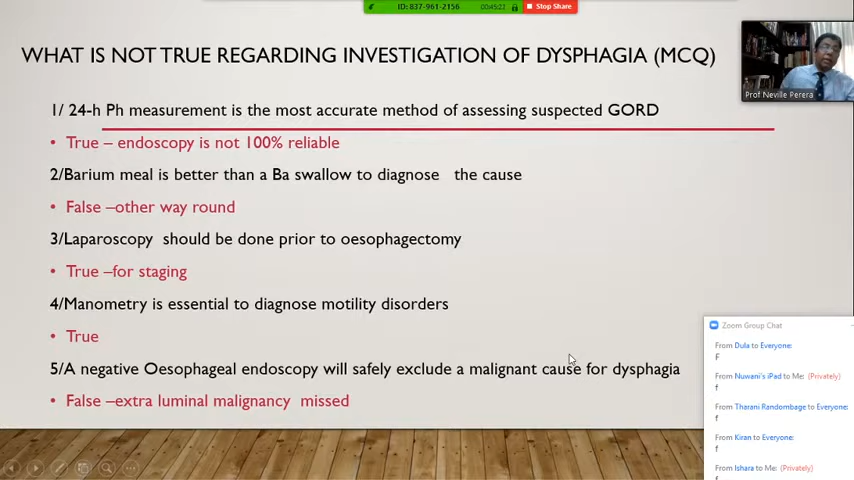 ID: 837-961-2156
00:45:22
Stop Share
WHAT IS NOT TRUE REGARDING INVESTIGATION OF DYSPHAGIA (MCQ)
Prof Neville Perera
1/ 24-h Ph measurement is the most accurate method of assessing suspected GORD
• True – endoscopy is not 100% reliable
2/Barium meal is better than a Ba swallow to diagnose the cause
• False –other way round
3/Laparoscopy should be done prior to oesophagectomy
• True –for staging
4/Manometry is essential to diagnose motility disorders
• True
5/A negative Oesophageal endoscopy will safely exclude a malignant cause for dysphagia
• False –extra luminal malignancy missed
Zoom Group Chat
From Dula to Everyone:
F
From Nuwani's iPad to Me: (Privately)
f
From Tharani Randombage to Everyone:
f
From Kiran to Everyone:
f
From Ishara to Me: (Privately)
f